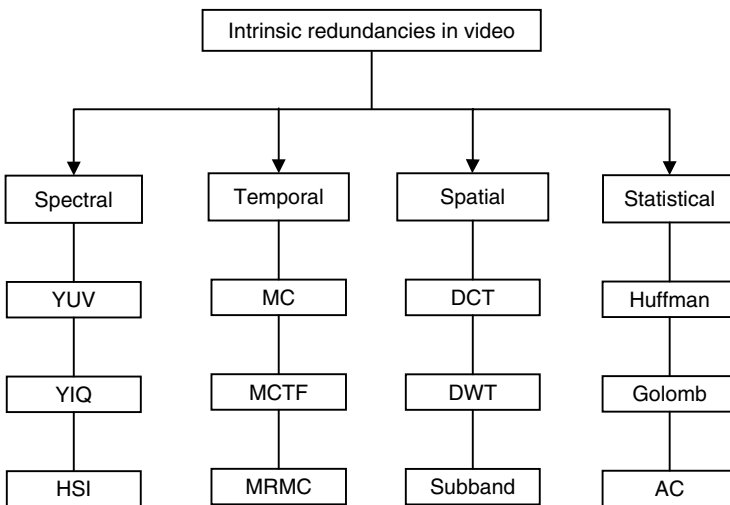 Intrinsic redundancies in video
Spectral
Temporal
Spatial
Statistical
YUV
MC
DCT
Huffman
YIQ
MCTF
DWT
Golomb
HSI
MRMC
Subband
AC